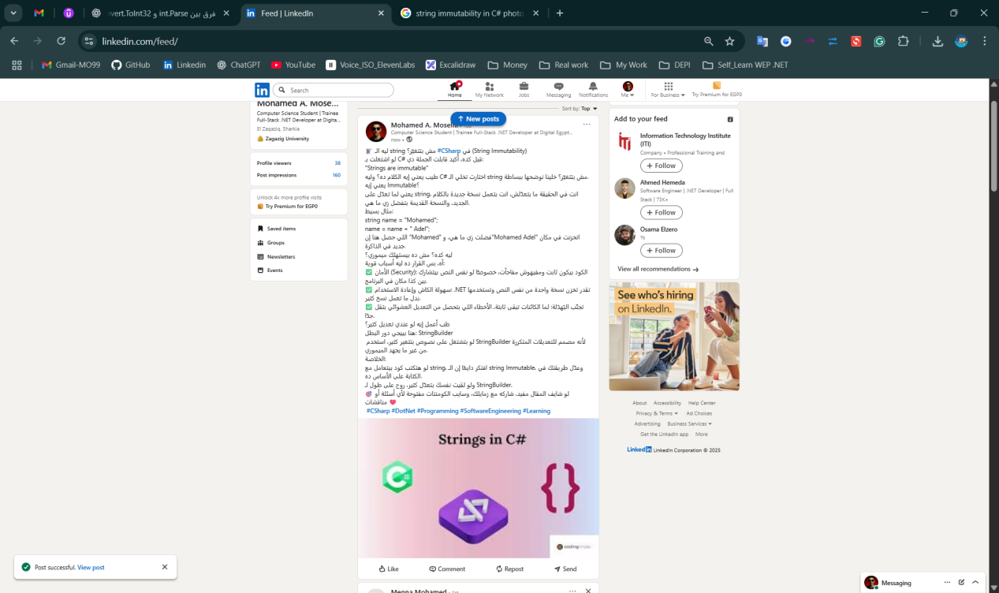 فرق بين int.Parse و nvert.ToInt32
Feed | LinkedIn
string immutability in C# photo
linkedin.com/feed/
Gmail-MO99
GitHub
Linkedin
ChatGPT
YouTube
Voice_ISO_ElevenLabs
Excalidraw
Money
Real work
My Work
DEPI
Self_Learn WEP .NET
Search
Home
My Network
Jobs
Messaging
Notifications
Me
For Business
Try Premium for EGP0
Mohamed A. Mose...
Computer Science Student | Trainee
Full-Stack .NET Developer at Digita...
El Zaqaziq, Sharkia
Zagazig University
Profile viewers 38
Post impressions 160
Unlock 4x more profile visits
Try Premium for EGP0
Saved items
Groups
Newsletters
Events
Sort by: Top
New posts
Mohamed A.
Computer Science Student | Trainee Full-Stack .NET Developer at Digital Egypt...
now •
ليه الـ string مش بتتغيّر؟ #CSharp في (String Immutability)
لو اشتغلت بـ C# قبل كده، أكيد قابلت الجملة دي:
"Strings are immutable"
طيب يعني إيه الكلام ده؟ وليه C# اختارت تخلي الـ string مش بتتغيّر؟ خلينا نوضحها ببساطة.
يعني إيه Immutable؟
يعني لما تعدّل على string، انت في الحقيقة ما بتعدّلش، انت بتعمل نسخة جديدة بالكلام
الجديد، والنسخة القديمة بتفضل زي ما هي.
مثال بسيط:
string name = "Mohamed";
name = name + " Adel";
اللي حصل هنا إن "Mohamed" فضلت زي ما هي، و "Mohamed Adel" اتخزنت في مكان
جديد في الذاكرة.
ليه كده؟ مش ده بيستهلك ميموري؟
آه، بس القرار ده ليه أسباب قوية:
✅ الأمان (Security): الكود بيكون ثابت ومفيهوش مفاجآت، خصوصًا لو نفس النص بيتشارك
بين كذا مكان في البرنامج.
✅ سهولة الكاش وإعادة الاستخدام: .NET تقدر تخزن نسخة واحدة من نفس النص وتستخدمها
بدل ما تعمل نسخ كتير.
✅ تجنّب البَهدلة: لما الكائنات تبقى ثابتة، الأخطاء اللي بتحصل من التعديل العشوائي بتقل
جدًا.
طب أعمل إيه لو عندي تعديل كتير؟
هنا بييجي دور البطل: StringBuilder
لو بتشتغل على نصوص بتتغير كتير، استخدم StringBuilder لأنه مصمم للتعديلات المتكررة
من غير ما يجهد الميموري.
الخلاصة:
لو هتكتب كود بيتعامل مع string، افتكر دايمًا إن الـ string Immutable، وعدّل طريقتك في
الكتابة على الأساس ده.
ولو لقيت نفسك بتعدّل كتير، روح على طول لـ StringBuilder.
🎯 لو شايف المقال مفيد، شاركه مع زمايلك، وسايب الكومنتات مفتوحة لأي أسئلة أو
مناقشات ❤️
#CSharp #DotNet #Programming #SoftwareEngineering #Learning
Strings in C#
C#
{ }
Like
Comment
Repost
Send
Menna Mohamed
Add to your feed
Information Technology Institute
(ITI)
Company • Professional Training and
Follow
Ahmed Hemeda
Software Engineer | .NET Developer | Full
Stack | 73K+
Follow
Osama Elzero
Ys
Follow
View all recommendations
See who's hiring
on LinkedIn.
About Accessibility Help Center
Privacy & Terms Ad Choices
Advertising Business Services
Get the LinkedIn app More
LinkedIn LinkedIn Corporation © 2025
Post successful. View post
Messaging